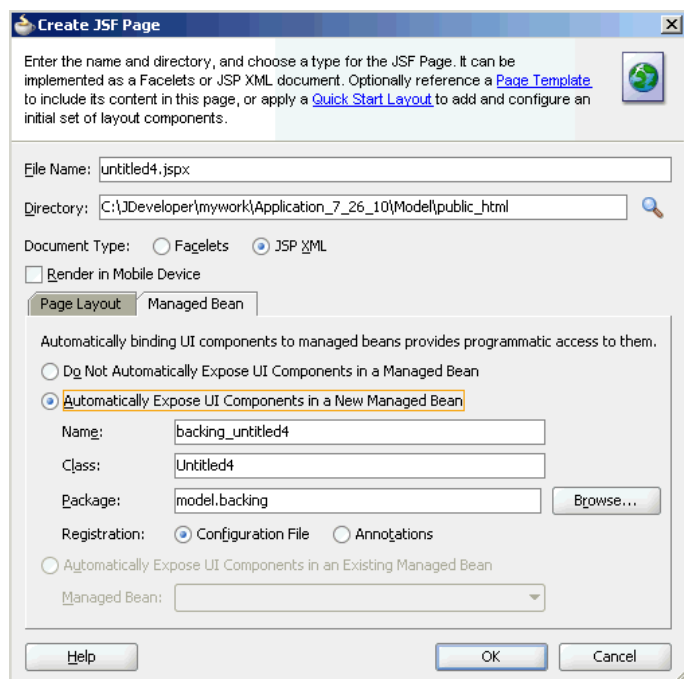 Create JSF Page
Enter the name and directory, and choose a type for the JSF Page. It can be
implemented as a Facelets or JSP XML document. Optionally reference a Page Template
to include its content in this page, or apply a Quick Start Layout to add and configure an
initial set of layout components.
File Name: untitled4.jspx
Directory: C:\JDeveloper\mywork\Application_7_26_10\Model\public_html
Document Type: Facelets JSP XML
Render in Mobile Device
Page Layout Managed Bean
Automatically binding UI components to managed beans provides programmatic access to them.
Do Not Automatically Expose UI Components in a Managed Bean
Automatically Expose UI Components in a New Managed Bean
Name: backing_untitled4
Class: Untitled4
Package: model.backing Browse...
Registration: Configuration File Annotations
Automatically Expose UI Components in an Existing Managed Bean
Managed Bean:
Help OK Cancel